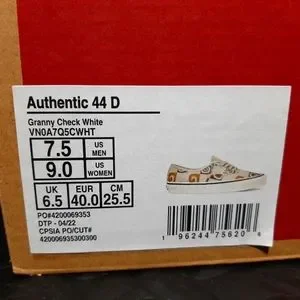 Authentic 44 D
Granny Check White
VN0A7Q5CWHT
7.5 US MEN
9.0 US WOMEN
UK EUR CM
6.5 40.0 25.5
PO#4200069353
DTP - 04/22
CPSIA PO/CUT#
420006935300300
1 96244 75620 6